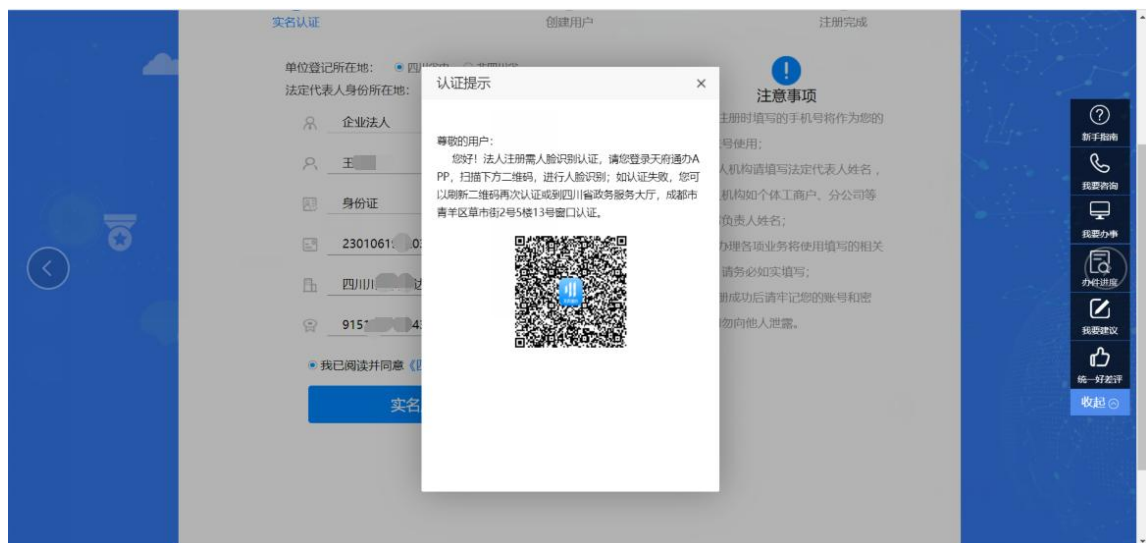 实名认证
创建用户
注册完成
单位登记所在地：
法定代表人身份所在地：
企业法人
王
身份证
2301061
四川川
915
我已阅读并同意《
实名
认证提示
×
尊敬的用户：
您好！法人注册需人脸识别认证，请您登录天府通办A
PP，扫描下方二维码，进行人脸识别；如认证失败，您可
以刷新二维码再次认证或到四川省政务服务大厅，成都市
青羊区草市街2号5楼13号窗口认证。
注意事项
注册时填写的手机号将作为您的
号使用；
人机构请填写法定代表人姓名，
机构如个体工商户、分公司等
负责人姓名；
办理各项业务将使用填写的相关
请务必如实填写；
册成功后请牢记您的账号和密
勿向他人泄露。
新手指南
我要咨询
我要办事
办件进度
我要建议
统一好差评
收起